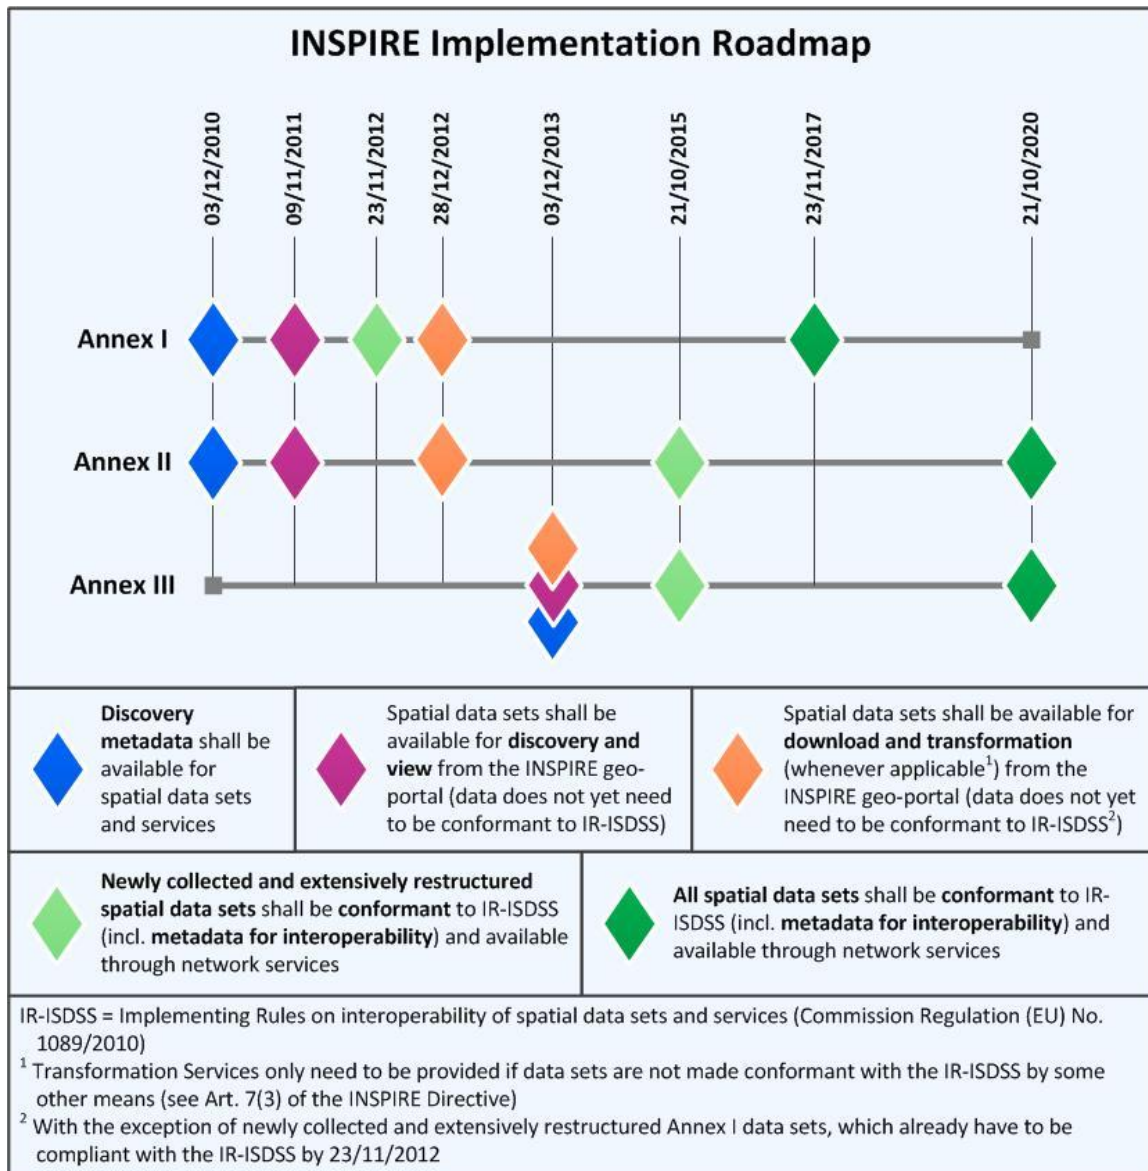 INSPIRE Implementation Roadmap
03/12/2010
09/11/2011
23/11/2012
28/12/2012
03/12/2013
21/10/2015
23/11/2017
21/10/2020
Annex I
Annex II
Annex III
Discovery
metadata shall be
available for
spatial data sets
and services
Spatial data sets shall be
available for discovery and
view from the INSPIRE geo-
portal (data does not yet need
to be conformant to IR-ISDSS)
Spatial data sets shall be available for
download and transformation
(whenever applicable¹) from the
INSPIRE geo-portal (data does not yet
need to be conformant to IR-ISDSS²)
Newly collected and extensively restructured
spatial data sets shall be conformant to IR-ISDSS
(incl. metadata for interoperability) and available
through network services
All spatial data sets shall be conformant to IR-
ISDSS (incl. metadata for interoperability) and
available through network services
IR-ISDSS = Implementing Rules on interoperability of spatial data sets and services (Commission Regulation (EU) No.
1089/2010)
¹ Transformation Services only need to be provided if data sets are not made conformant with the IR-ISDSS by some
other means (see Art. 7(3) of the INSPIRE Directive)
² With the exception of newly collected and extensively restructured Annex I data sets, which already have to be
compliant with the IR-ISDSS by 23/11/2012